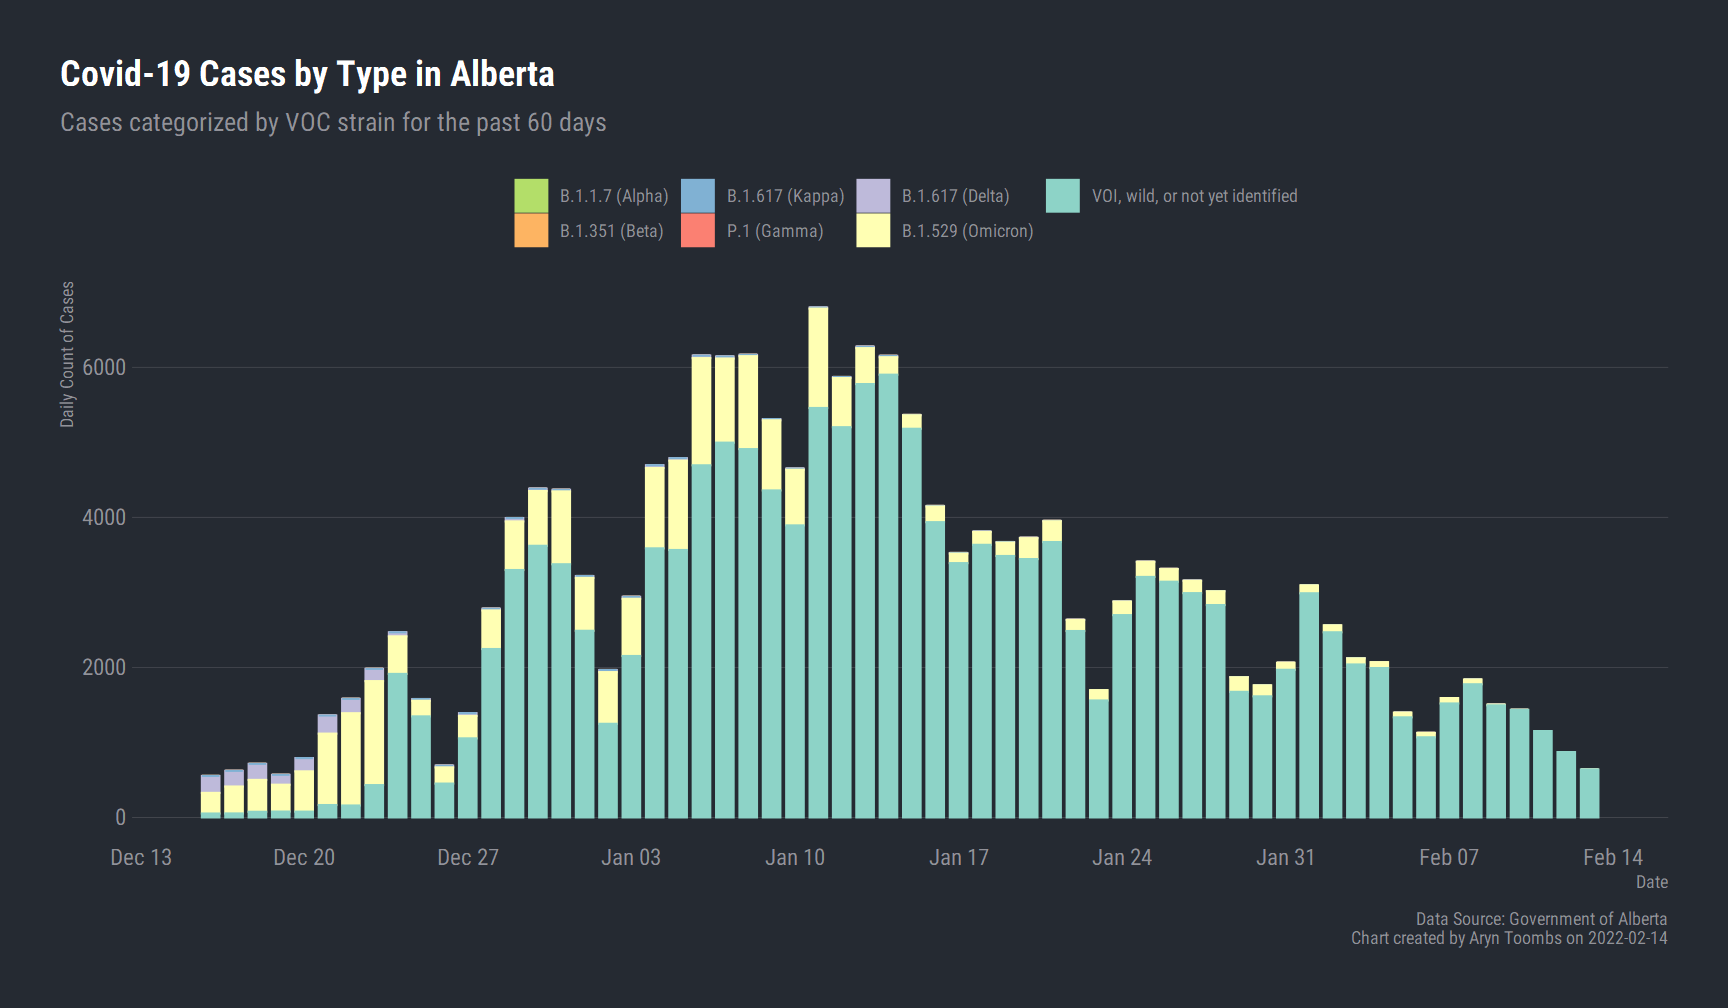 Covid-19 Cases by Type in Alberta
Cases categorized by VOC strain for the past 60 days
B.1.1.7 (Alpha) B.1.617 (Kappa) B.1.617 (Delta) VOI, wild, or not yet identified
B.1.351 (Beta) P.1 (Gamma) B.1.529 (Omicron)
Daily Count of Cases
6000
4000
2000
0
Dec 13 Dec 20 Dec 27 Jan 03 Jan 10 Jan 17 Jan 24 Jan 31 Feb 07 Feb 14
Date
Data Source: Government of Alberta
Chart created by Aryn Toombs on 2022-02-14